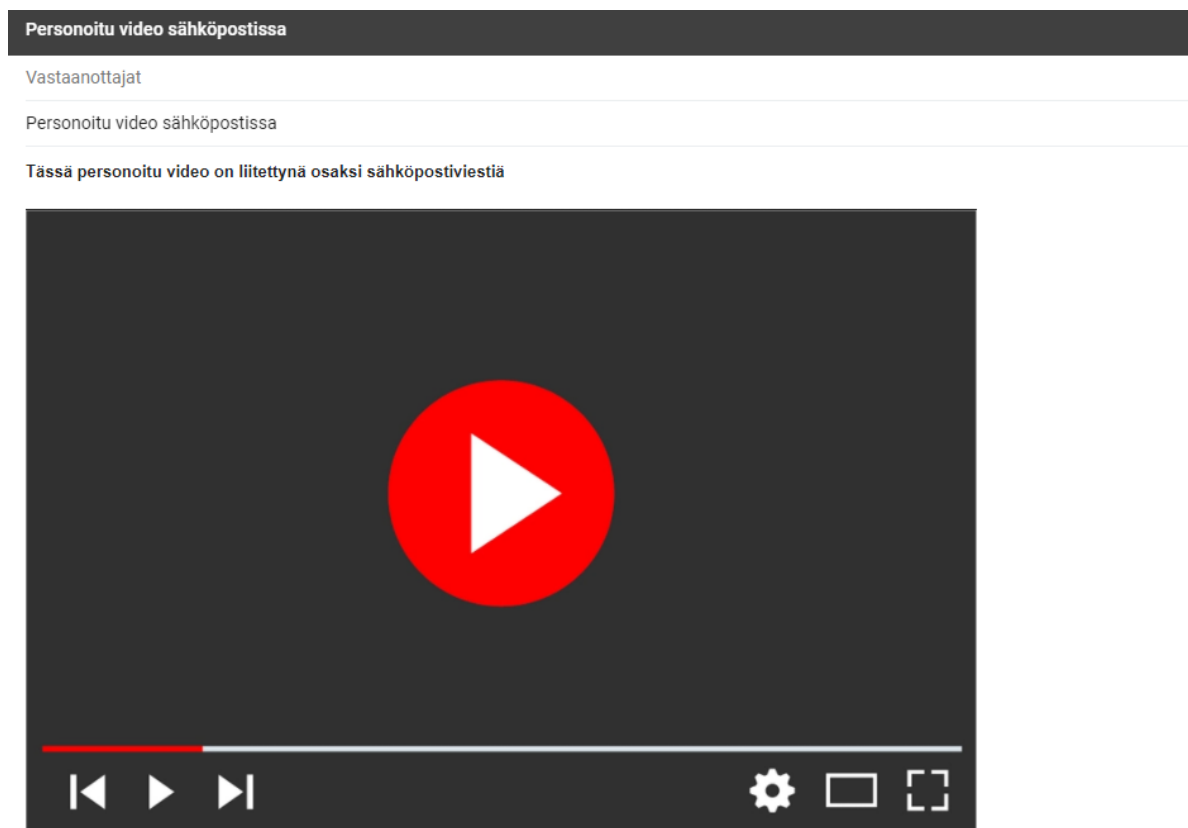 Personoitu video sähköpostissa
Vastaanottajat
Personoitu video sähköpostissa
Tässä personoitu video on liitettynä osaksi sähköpostiviestiä